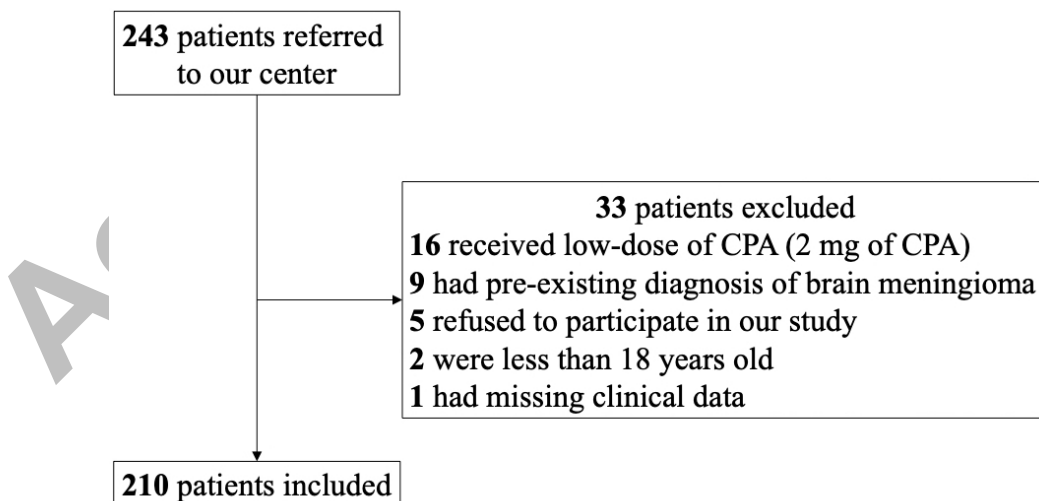 243 patients referred
to our center
33 patients excluded
16 received low-dose of CPA (2 mg of CPA)
9 had pre-existing diagnosis of brain meningioma
5 refused to participate in our study
2 were less than 18 years old
1 had missing clinical data
210 patients included